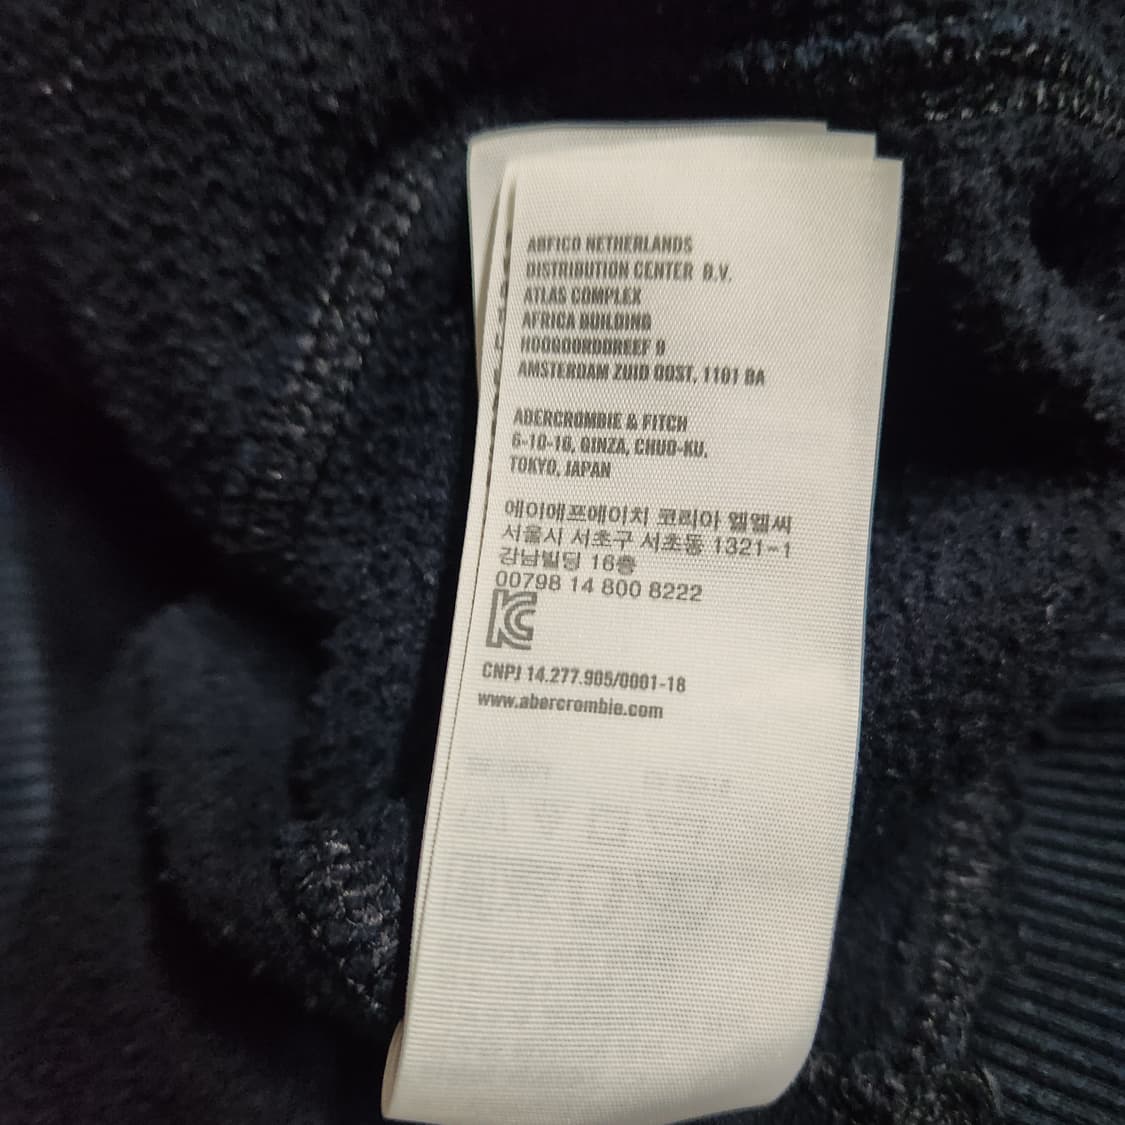 ABFICO NETHERLANDS
DISTRIBUTION CENTER B.V.
ATLAS COMPLEX
AFRICA BUILDING
HOOGOORDDREEF 9
AMSTERDAM ZUID OOST, 1101 BA
ABERCROMBIE & FITCH
6-10-16, GINZA, CHUO-KU,
TOKYO, JAPAN
에이애프에이치 코리아 엘엘씨
서울시 서초구 서초동 1321-1
강남빌딩 16층
00798 14 800 8222
KC
CNPJ 14.277.905/0001-18
www.abercrombie.com